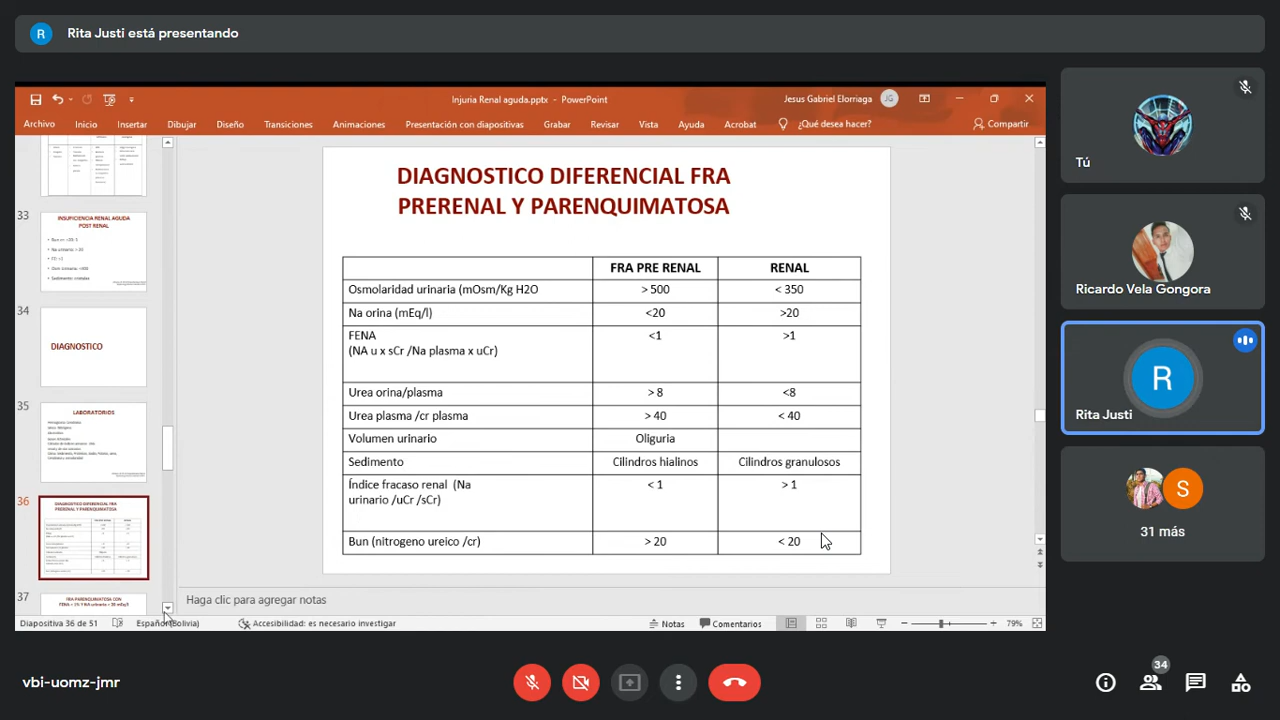 R Rita Justi está presentando
Injuria Renal aguda.pptx - PowerPoint
Jesus Gabriel Elorriaga JG
Archivo Inicio Insertar Dibujar Diseño Transiciones Animaciones Presentación con diapositivas Grabar Revisar Vista Ayuda Acrobat ¿Qué desea hacer? Compartir
33
INSUFICIENCIA RENAL AGUDA
POST RENAL
34
DIAGNOSTICO
35
LABORATORIOS
36
DIAGNOSTICO DIFERENCIAL FRA
PRERENAL Y PARENQUIMATOSA
37
DIAGNOSTICO DIFERENCIAL FRA
PRERENAL Y PARENQUIMATOSA
FRA PRE RENAL RENAL
Osmolaridad urinaria (mOsm/Kg H2O > 500 < 350
Na orina (mEq/l) <20 >20
FENA <1 >1
(NA u x sCr /Na plasma x uCr)
Urea orina/plasma > 8 <8
Urea plasma /cr plasma > 40 < 40
Volumen urinario Oliguria
Sedimento Cilindros hialinos Cilindros granulosos
Índice fracaso renal (Na < 1 > 1
urinario /uCr /sCr)
Bun (nitrogeno ureico /cr) > 20 < 20
Haga clic para agregar notas
Diapositiva 36 de 51 Español (Bolivia) Accesibilidad: es necesario investigar Notas Comentarios 79%
Tú
Ricardo Vela Gongora
R
Rita Justi
S
31 más
vbi-uomz-jmr
34